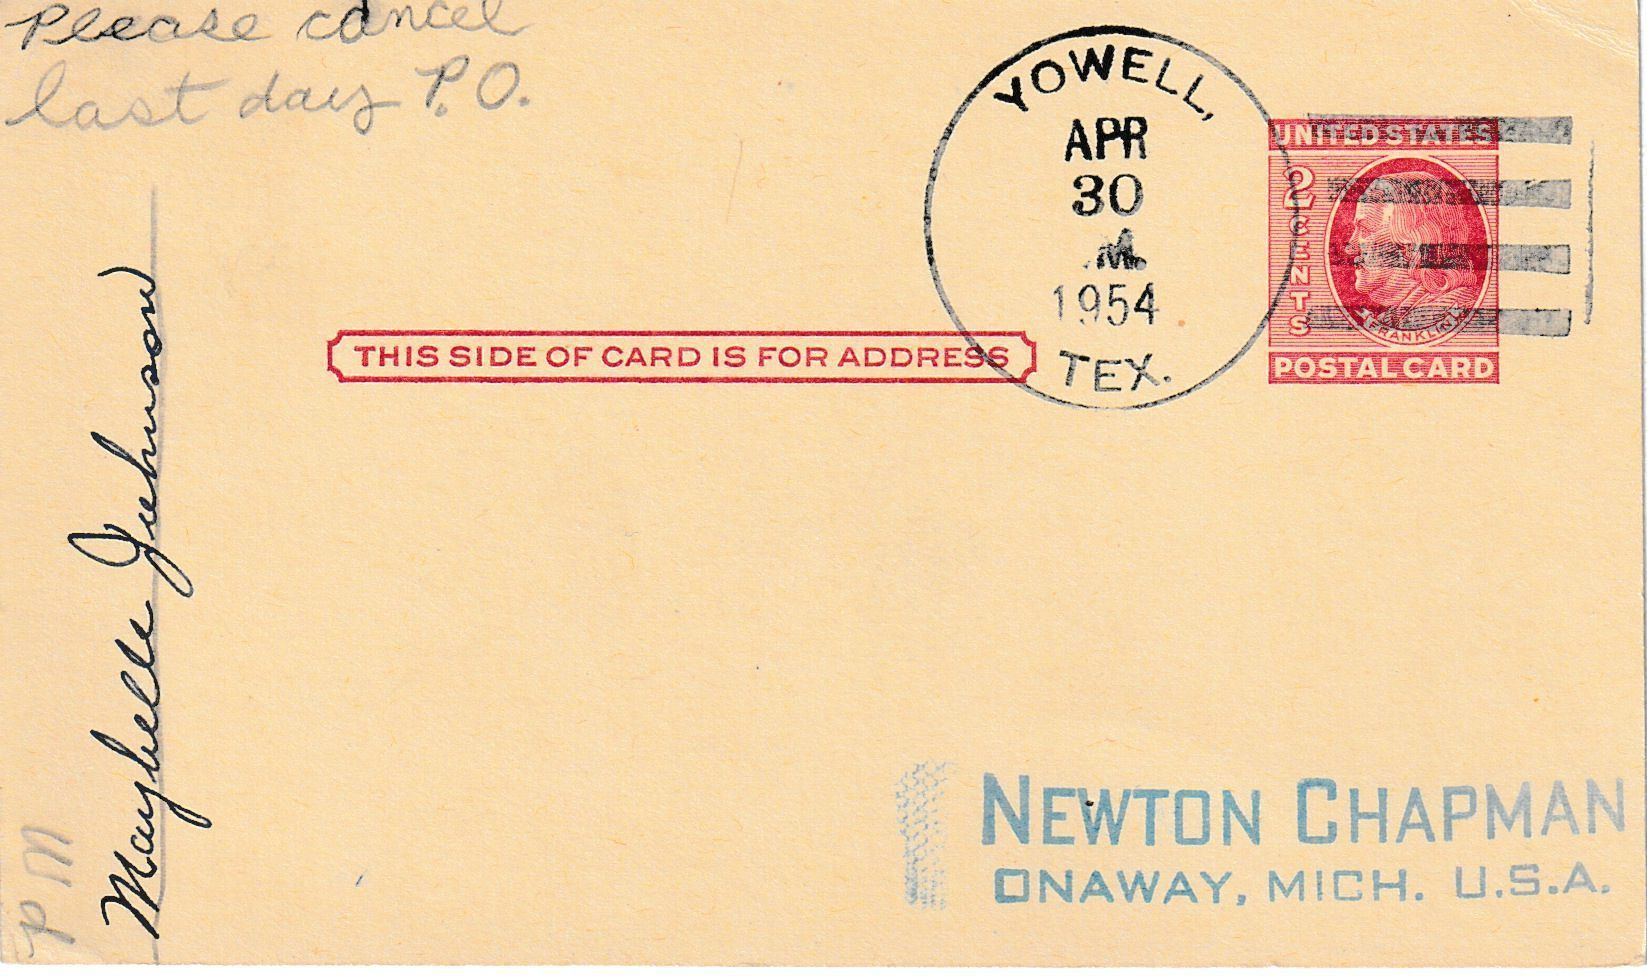 Please cancel
last day P.O.
YOWELL,
APR
30
M.
1954
TEX.
UNITED STATES
2 CENTS
FRANKLIN
POSTAL CARD
THIS SIDE OF CARD IS FOR ADDRESS
Maybelle Johnson
PM
NEWTON CHAPMAN
ONAWAY, MICH. U.S.A.